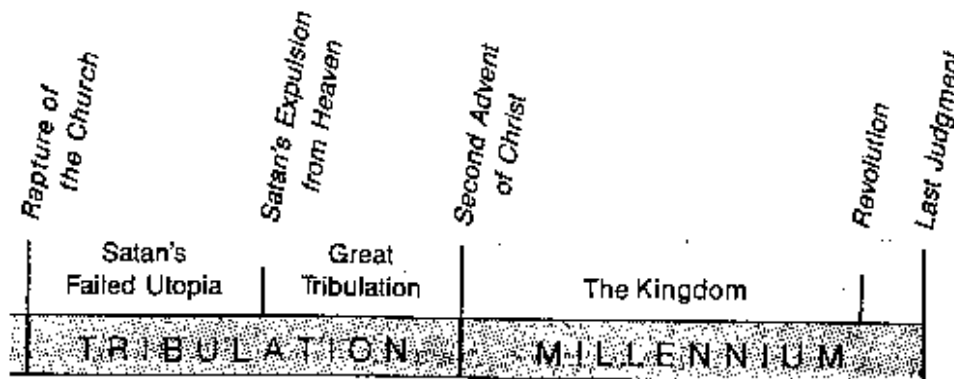 Rapture of
the Church
Satan's Expulsion
from Heaven
Second Advent
of Christ
Revolution
Last Judgment
Satan's
Failed Utopia
Great
Tribulation
The Kingdom
TRIBULATION
MILLENNIUM